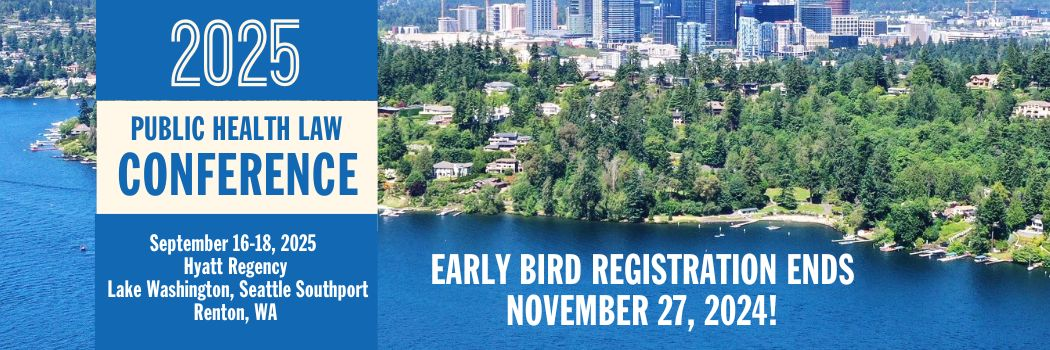 2025
PUBLIC HEALTH LAW
CONFERENCE
September 16-18, 2025
Hyatt Regency
Lake Washington, Seattle Southport
Renton, WA
EARLY BIRD REGISTRATION ENDS
NOVEMBER 27, 2024!